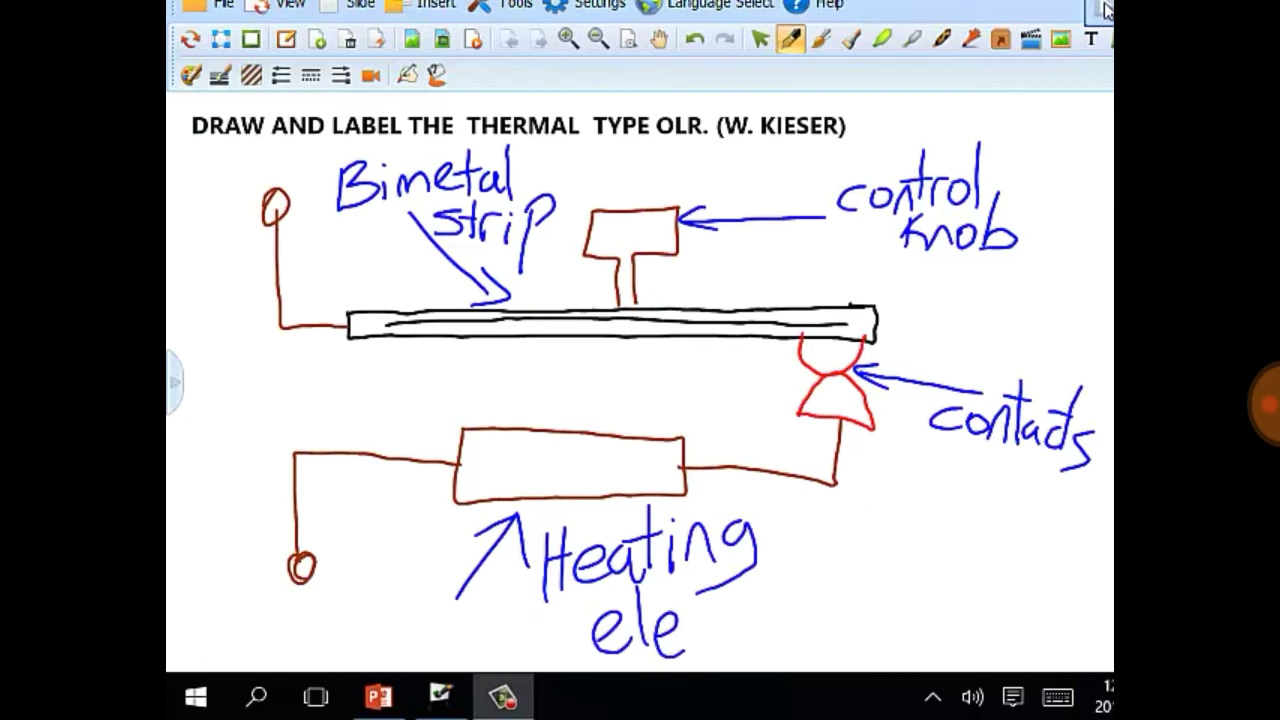 File View Slide Insert Tools Settings Language Select Help
T
DRAW AND LABEL THE THERMAL TYPE OLR. (W. KIESER)
Bimetal
strip
control
knob
contacts
Heating
ele